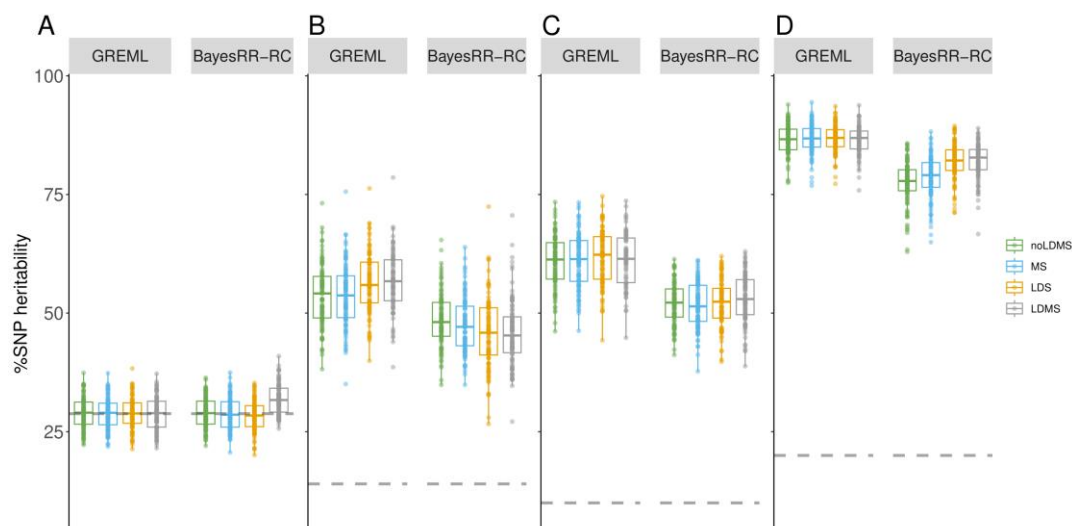 A B C D
GREML BayesRR−RC GREML BayesRR−RC GREML BayesRR−RC GREML BayesRR−RC
%SNP heritability
100
75
50
25
noLDMS
MS
LDS
LDMS